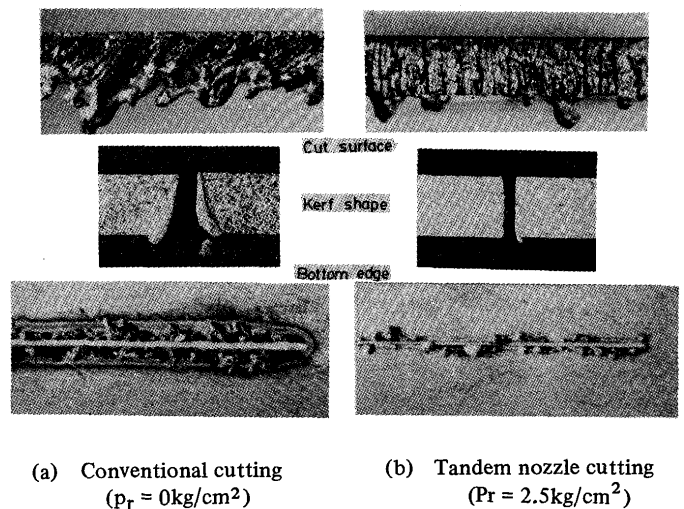 Cut surface
Kerf shape
Bottom edge
(a) Conventional cutting
(pr = 0kg/cm²)
(b) Tandem nozzle cutting
(Pr = 2.5kg/cm²)